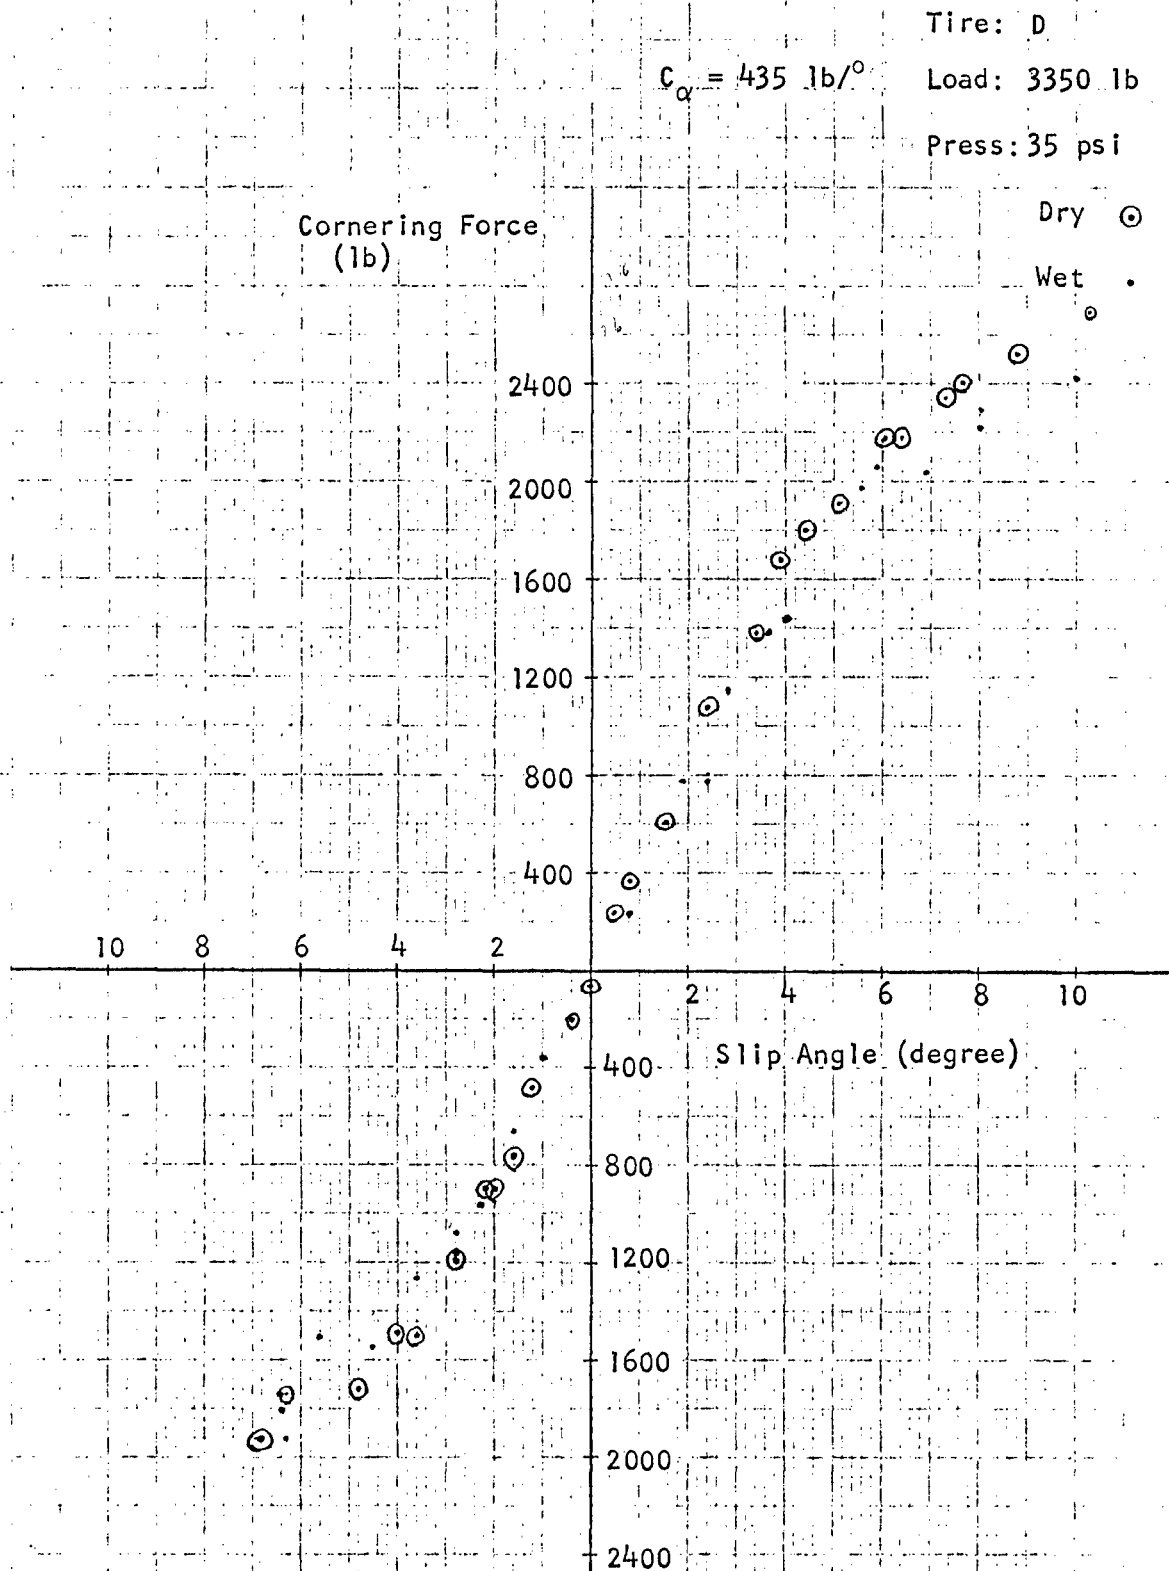 Tire: D
C_α = 435 lb/°
Load: 3350 lb
Press: 35 psi
Dry ⊙
Wet •
Cornering Force
(lb)
2400
2000
1600
1200
800
400
10 8 6 4 2
2 4 6 8 10
Slip Angle (degree)
400
800
1200
1600
2000
2400